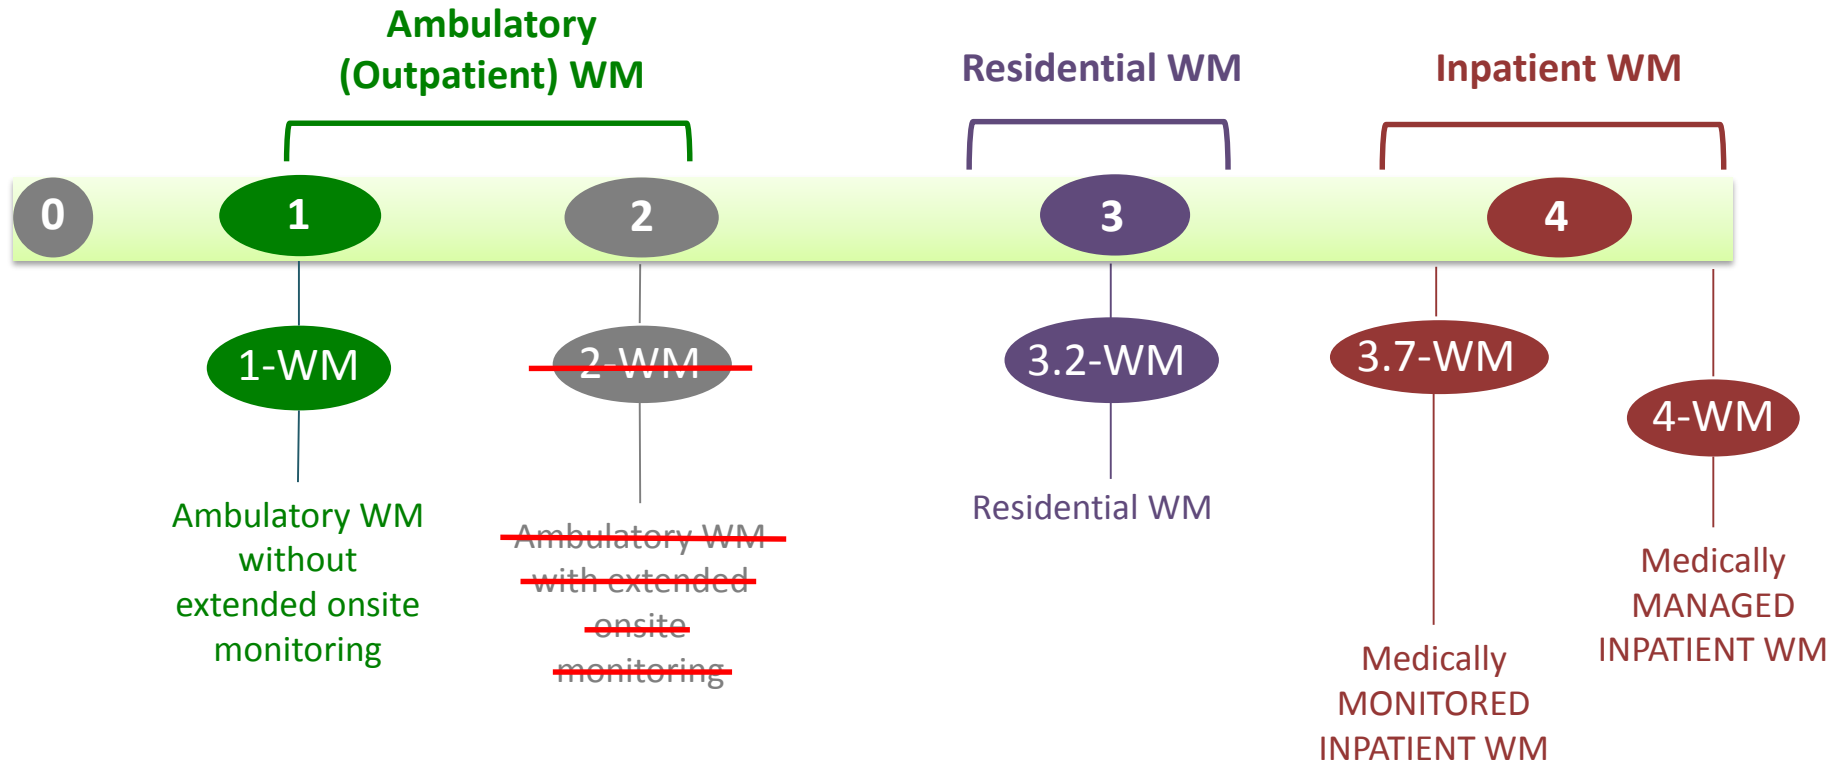 Ambulatory
(Outpatient) WM
Residential WM
Inpatient WM
0
1
2
3
4
1-WM
2-WM
3.2-WM
3.7-WM
4-WM
Ambulatory WM
without
extended onsite
monitoring
Ambulatory WM
with extended
onsite
monitoring
Residential WM
Medically
MONITORED
INPATIENT WM
Medically
MANAGED
INPATIENT WM